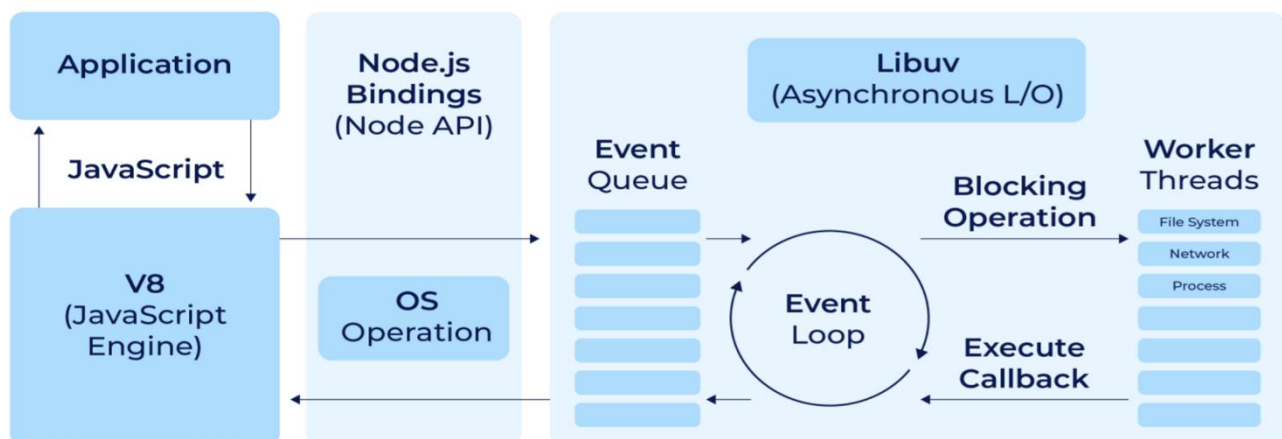 Application
JavaScript
V8
(JavaScript
Engine)
Node.js
Bindings
(Node API)
OS
Operation
Libuv
(Asynchronous L/O)
Event
Queue
Event
Loop
Blocking
Operation
Execute
Callback
Worker
Threads
File System
Network
Process